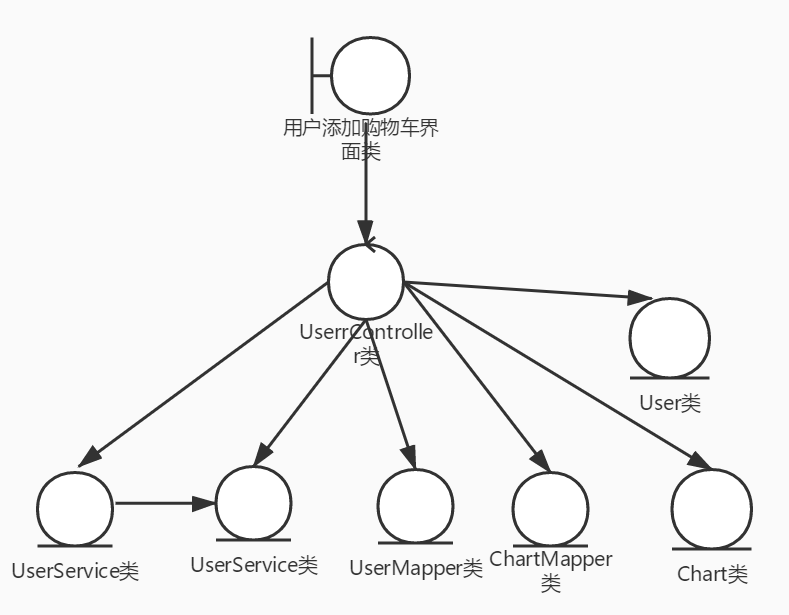 用户添加购物车界
面类
UserrControlle
r类
User类
UserService类
UserService类
UserMapper类
ChartMapper
类
Chart类